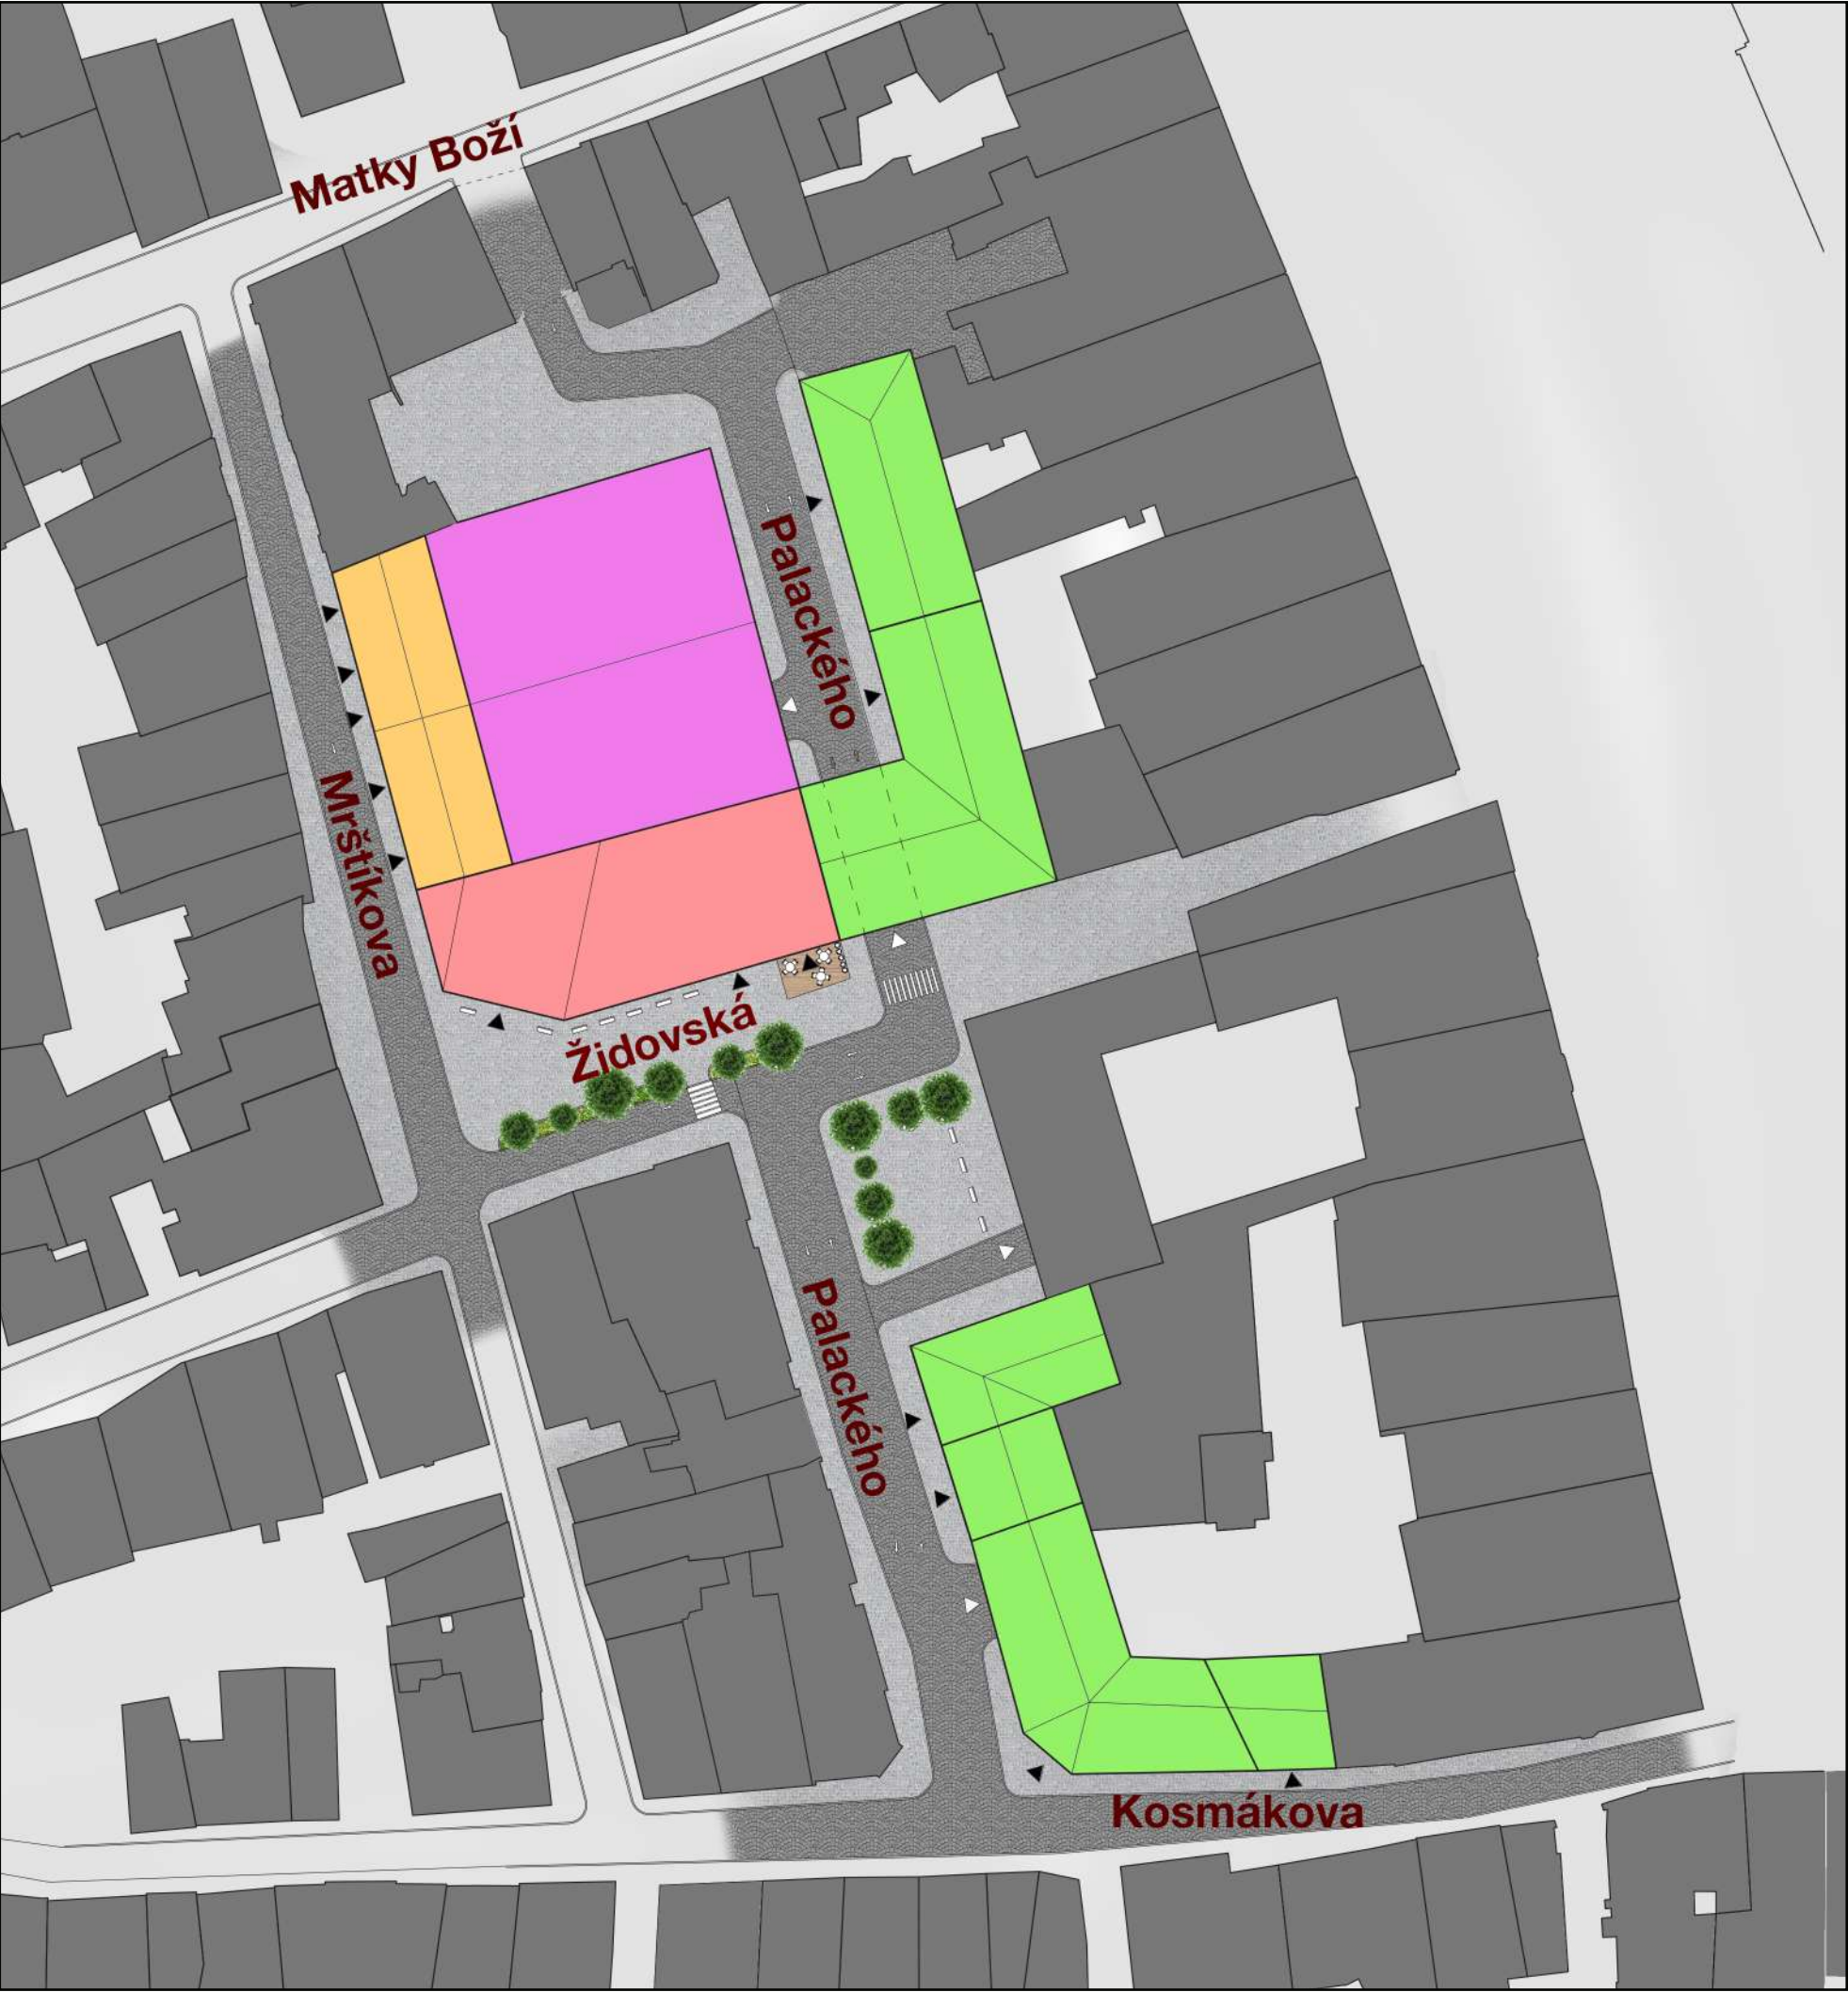 Matky Boží
Palackého
Mrštíkova
Židovská
Palackého
Kosmákova